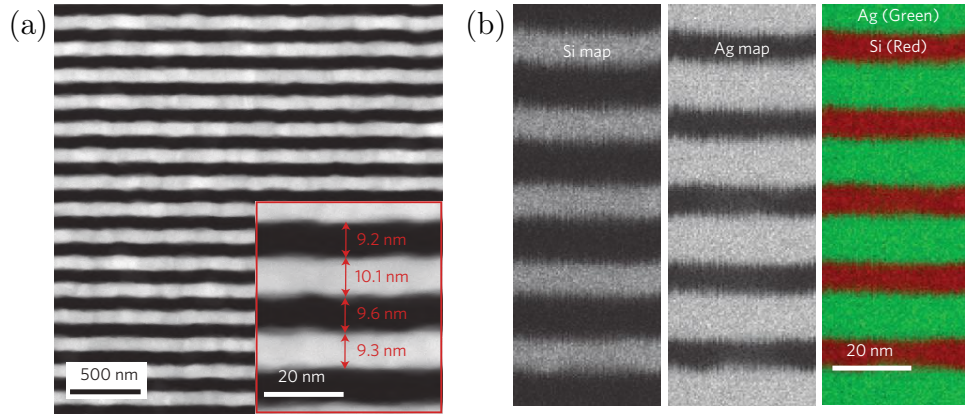 (a)
9.2 nm
10.1 nm
9.6 nm
9.3 nm
500 nm
20 nm
(b)
Si map
Ag map
Ag (Green)
Si (Red)
20 nm